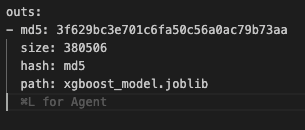 outs:
- md5: 3f629bc3e701c6fa50c56a0ac79b73aa
  size: 380506
  hash: md5
  path: xgboost_model.joblib
  ⌘L for Agent